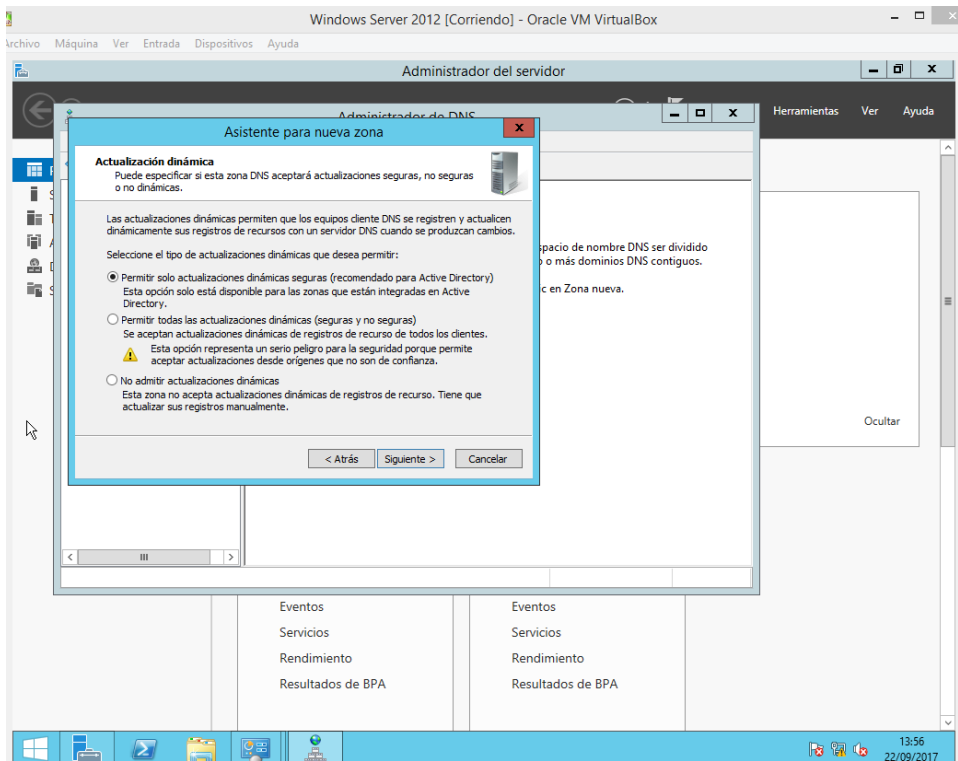 Windows Server 2012 [Corriendo] - Oracle VM VirtualBox
Archivo Máquina Ver Entrada Dispositivos Ayuda
Administrador del servidor
Herramientas Ver Ayuda
Administrador de DNS
Asistente para nueva zona
Actualización dinámica
Puede especificar si esta zona DNS aceptará actualizaciones seguras, no seguras
o no dinámicas.
Las actualizaciones dinámicas permiten que los equipos cliente DNS se registren y actualicen
dinámicamente sus registros de recursos con un servidor DNS cuando se produzcan cambios.
Seleccione el tipo de actualizaciones dinámicas que desea permitir:
Permitir solo actualizaciones dinámicas seguras (recomendado para Active Directory)
Esta opción solo está disponible para las zonas que están integradas en Active
Directory.
Permitir todas las actualizaciones dinámicas (seguras y no seguras)
Se aceptan actualizaciones dinámicas de registros de recurso de todos los clientes.
Esta opción representa un serio peligro para la seguridad porque permite
aceptar actualizaciones desde orígenes que no son de confianza.
No admitir actualizaciones dinámicas
Esta zona no acepta actualizaciones dinámicas de registros de recurso. Tiene que
actualizar sus registros manualmente.
< Atrás Siguiente > Cancelar
spacio de nombre DNS ser dividido
o o más dominios DNS contiguos.
ic en Zona nueva.
Ocultar
Eventos
Servicios
Rendimiento
Resultados de BPA
Eventos
Servicios
Rendimiento
Resultados de BPA
13:56
22/09/2017